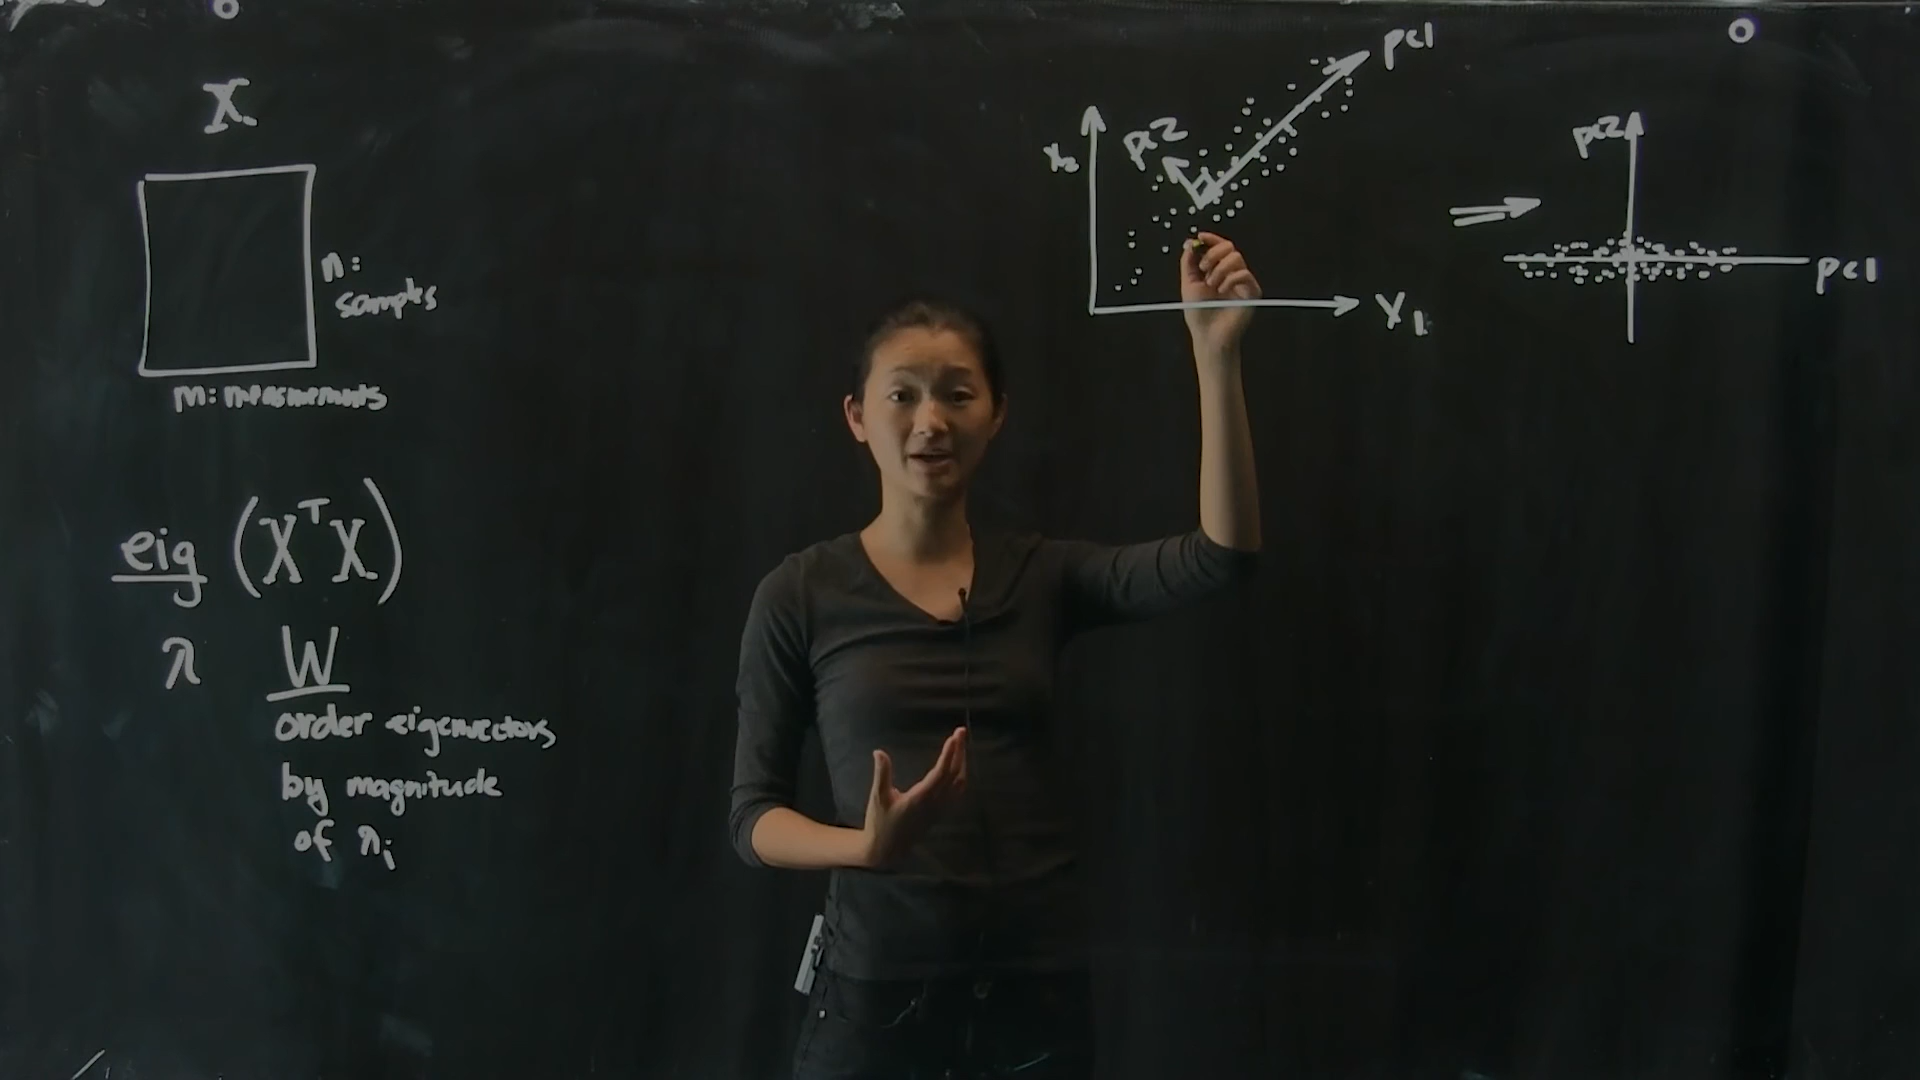 X
n:
samples
m: measurements
eig (XᵀX)
λ W
order eigenvectors
by magnitude
of λi
x₂
pc2
pc1
x₁
pc2
pc1